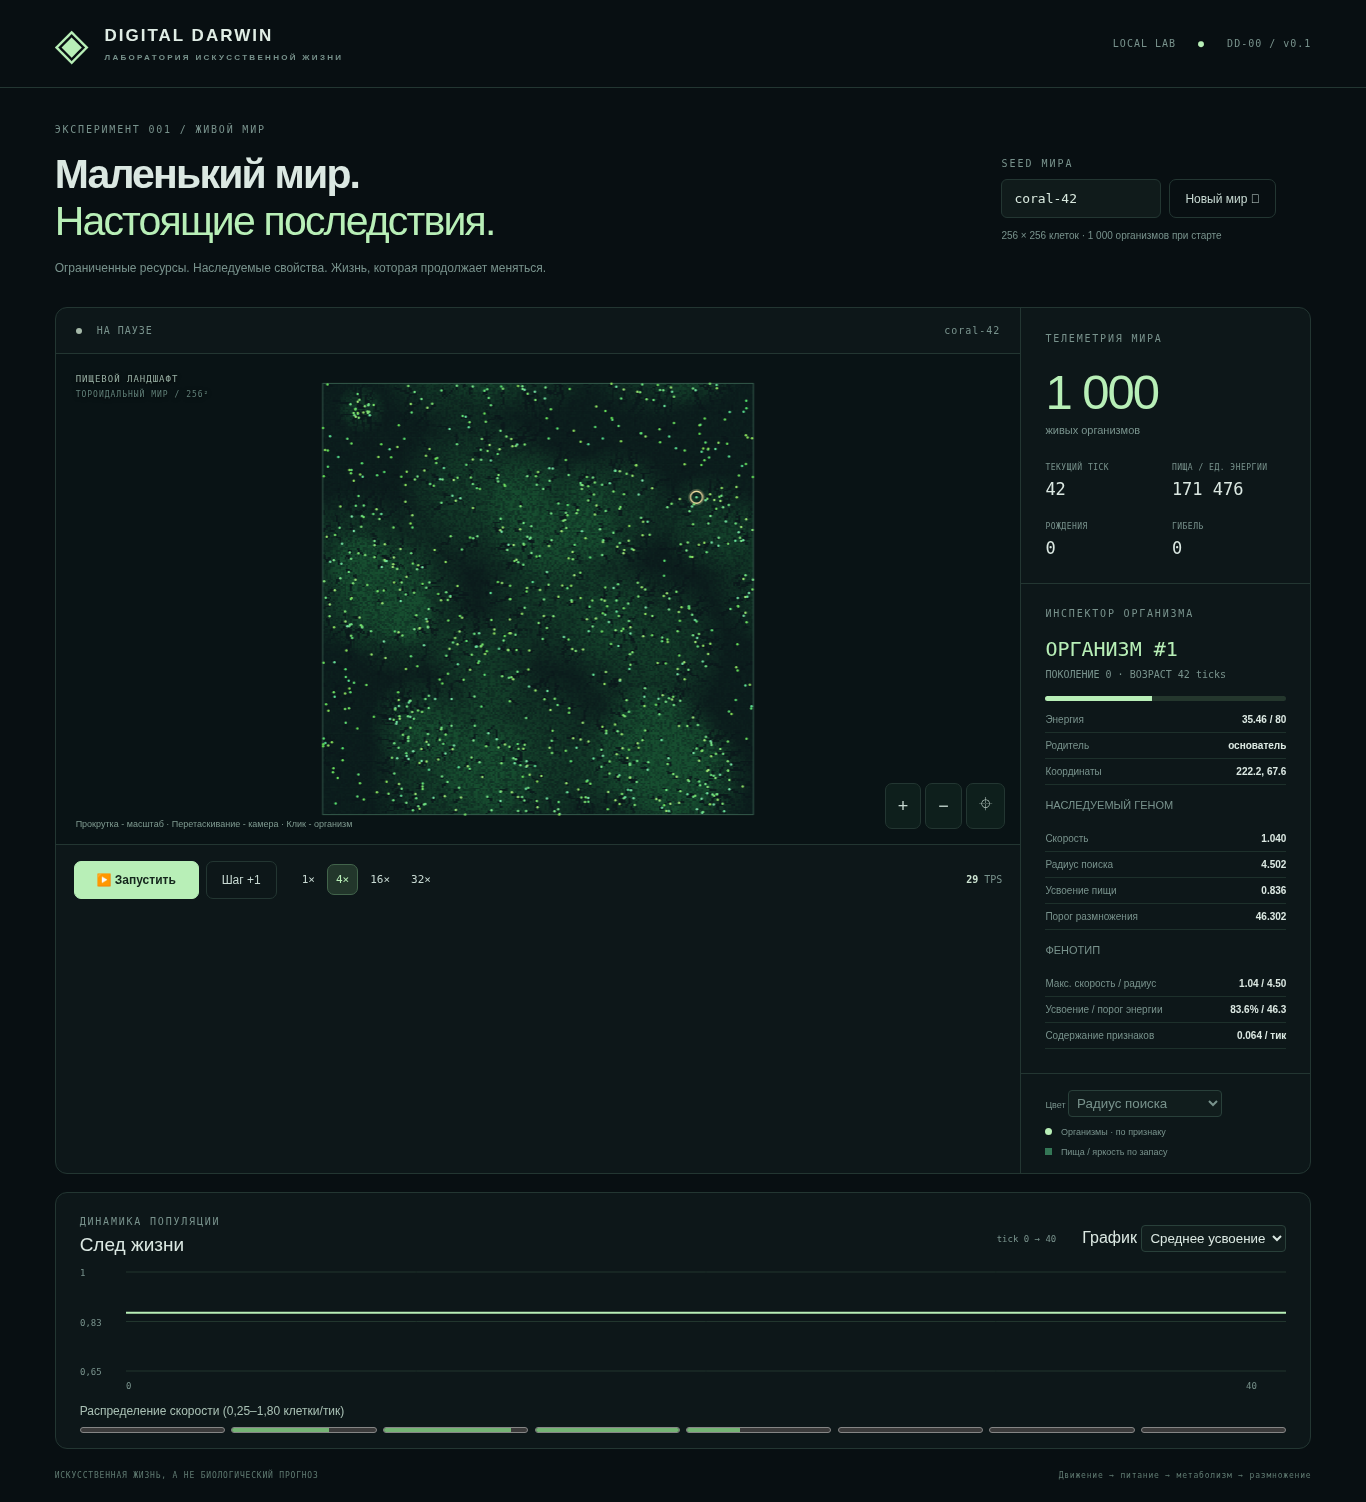 DIGITAL DARWIN
ЛАБОРАТОРИЯ ИСКУССТВЕННОЙ ЖИЗНИ
LOCAL LAB DD-00 / v0.1
ЭКСПЕРИМЕНТ 001 / ЖИВОЙ МИР
Маленький мир.
Настоящие последствия.
Ограниченные ресурсы. Наследуемые свойства. Жизнь, которая продолжает меняться.
SEED МИРА
coral-42 Новый мир
256 × 256 клеток · 1 000 организмов при старте
НА ПАУЗЕ coral-42
ПИЩЕВОЙ ЛАНДШАФТ
ТОРОИДАЛЬНЫЙ МИР / 256²
+ −
Прокрутка - масштаб · Перетаскивание - камера · Клик - организм
▶️ Запустить Шаг +1 1× 4× 16× 32× 29 TPS
ТЕЛЕМЕТРИЯ МИРА
1 000
живых организмов
ТЕКУЩИЙ TICK ПИЩА / ЕД. ЭНЕРГИИ
42 171 476
РОЖДЕНИЯ ГИБЕЛЬ
0 0
ИНСПЕКТОР ОРГАНИЗМА
ОРГАНИЗМ #1
ПОКОЛЕНИЕ 0 · ВОЗРАСТ 42 ticks
Энергия 35.46 / 80
Родитель основатель
Координаты 222.2, 67.6
НАСЛЕДУЕМЫЙ ГЕНОМ
Скорость 1.040
Радиус поиска 4.502
Усвоение пищи 0.836
Порог размножения 46.302
ФЕНОТИП
Макс. скорость / радиус 1.04 / 4.50
Усвоение / порог энергии 83.6% / 46.3
Содержание признаков 0.064 / тик
Цвет Радиус поиска
Организмы · по признаку
Пища / яркость по запасу
ДИНАМИКА ПОПУЛЯЦИИ
След жизни
tick 0 → 40 График Среднее усвоение
1
0,83
0,65
0 40
Распределение скорости (0,25–1,80 клетки/тик)
ИСКУССТВЕННАЯ ЖИЗНЬ, А НЕ БИОЛОГИЧЕСКИЙ ПРОГНОЗ Движение → питание → метаболизм → размножение